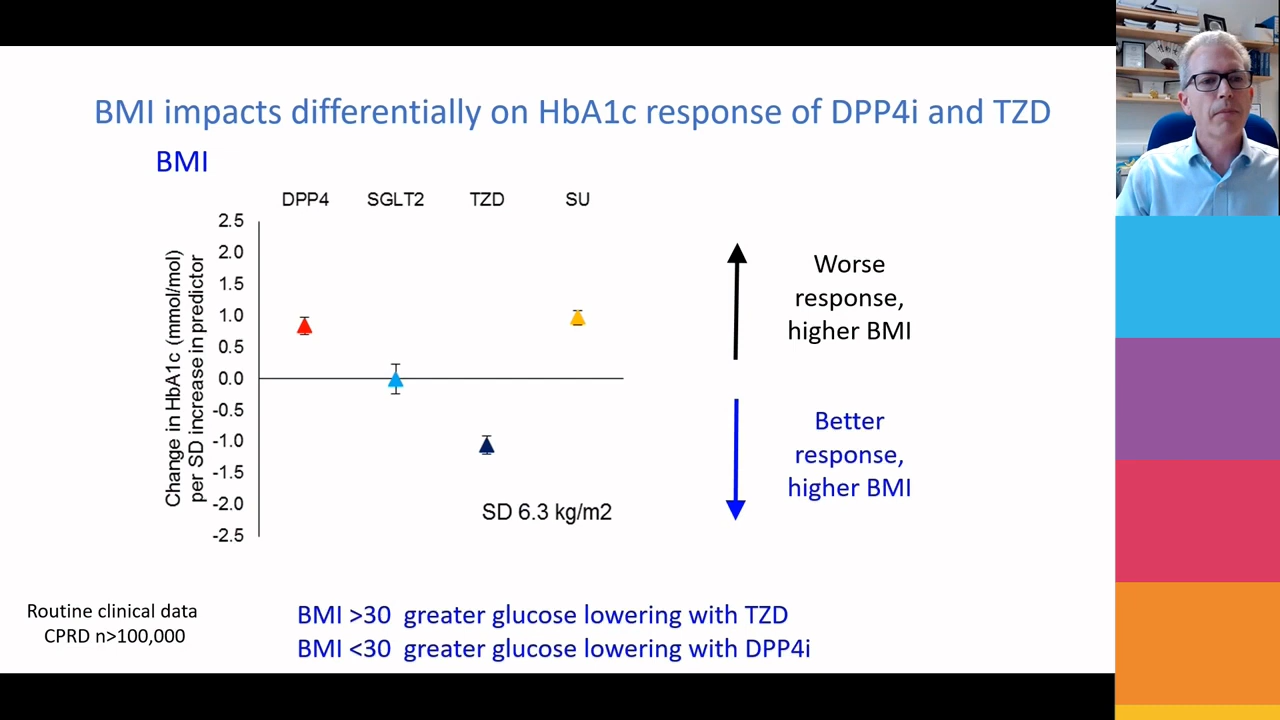 BMI impacts differentially on HbA1c response of DPP4i and TZD
BMI
DPP4 SGLT2 TZD SU
2.5
2.0
1.5
1.0
0.5
0.0
-0.5
-1.0
-1.5
-2.0
-2.5
Change in HbA1c (mmol/mol)
per SD increase in predictor
SD 6.3 kg/m2
Worse
response,
higher BMI
Better
response,
higher BMI
Routine clinical data
CPRD n>100,000
BMI >30 greater glucose lowering with TZD
BMI <30 greater glucose lowering with DPP4i